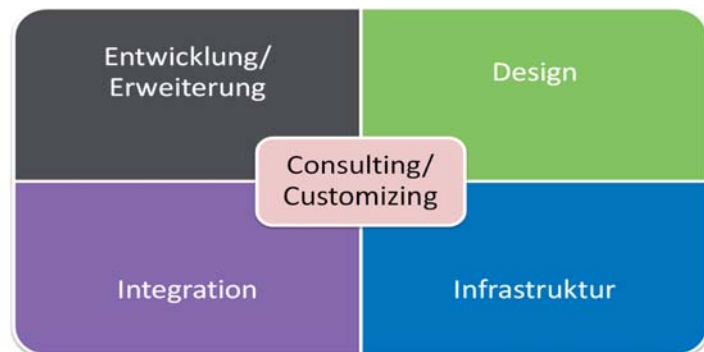 Entwicklung/
Erweiterung
Design
Consulting/
Customizing
Integration
Infrastruktur